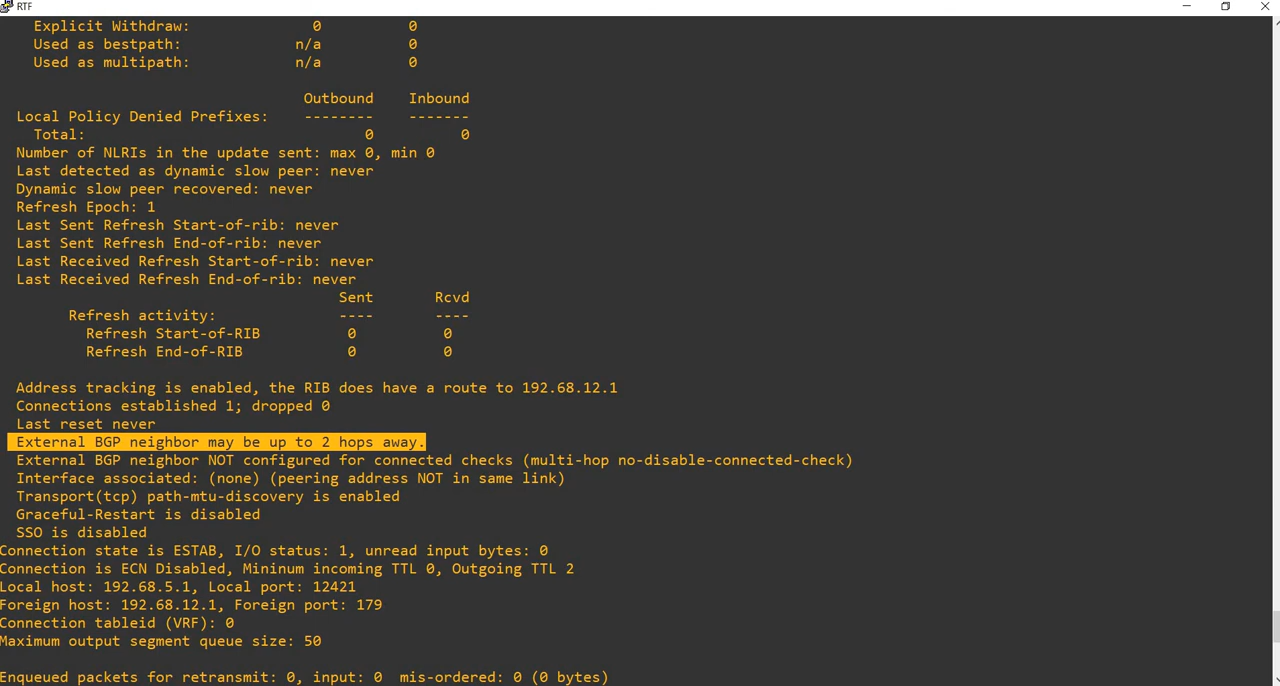 RTF
Explicit Withdraw: 0 0
Used as bestpath: n/a 0
Used as multipath: n/a 0
Outbound Inbound
Local Policy Denied Prefixes: -------- -------
Total: 0 0
Number of NLRIs in the update sent: max 0, min 0
Last detected as dynamic slow peer: never
Dynamic slow peer recovered: never
Refresh Epoch: 1
Last Sent Refresh Start-of-rib: never
Last Sent Refresh End-of-rib: never
Last Received Refresh Start-of-rib: never
Last Received Refresh End-of-rib: never
Sent Rcvd
Refresh activity: ---- ----
Refresh Start-of-RIB 0 0
Refresh End-of-RIB 0 0
Address tracking is enabled, the RIB does have a route to 192.68.12.1
Connections established 1; dropped 0
Last reset never
External BGP neighbor may be up to 2 hops away.
External BGP neighbor NOT configured for connected checks (multi-hop no-disable-connected-check)
Interface associated: (none) (peering address NOT in same link)
Transport(tcp) path-mtu-discovery is enabled
Graceful-Restart is disabled
SSO is disabled
Connection state is ESTAB, I/O status: 1, unread input bytes: 0
Connection is ECN Disabled, Mininum incoming TTL 0, Outgoing TTL 2
Local host: 192.68.5.1, Local port: 12421
Foreign host: 192.68.12.1, Foreign port: 179
Connection tableid (VRF): 0
Maximum output segment queue size: 50
Enqueued packets for retransmit: 0, input: 0 mis-ordered: 0 (0 bytes)